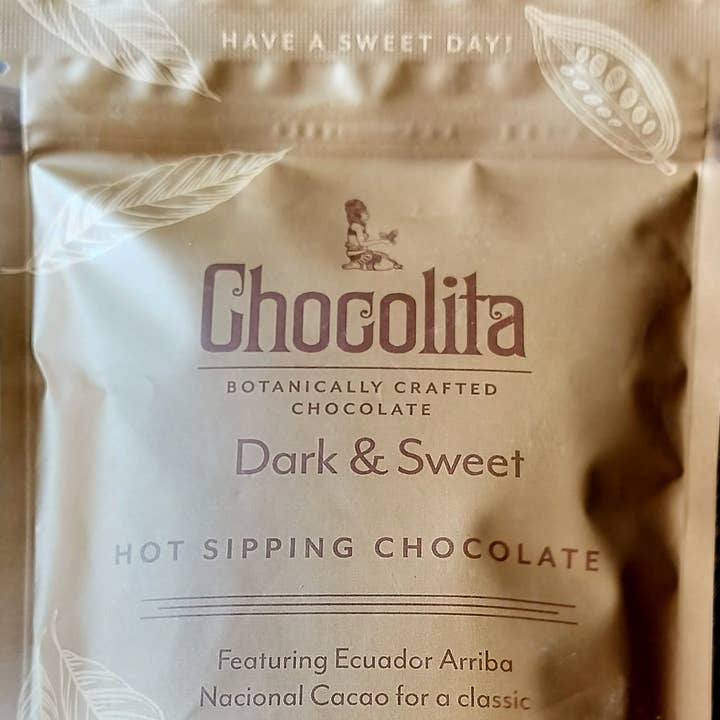 HAVE A SWEET DAY!
Chocolita
BOTANICALLY CRAFTED
CHOCOLATE
Dark & Sweet
HOT SIPPING CHOCOLATE
Featuring Ecuador Arriba
Nacional Cacao for a classic